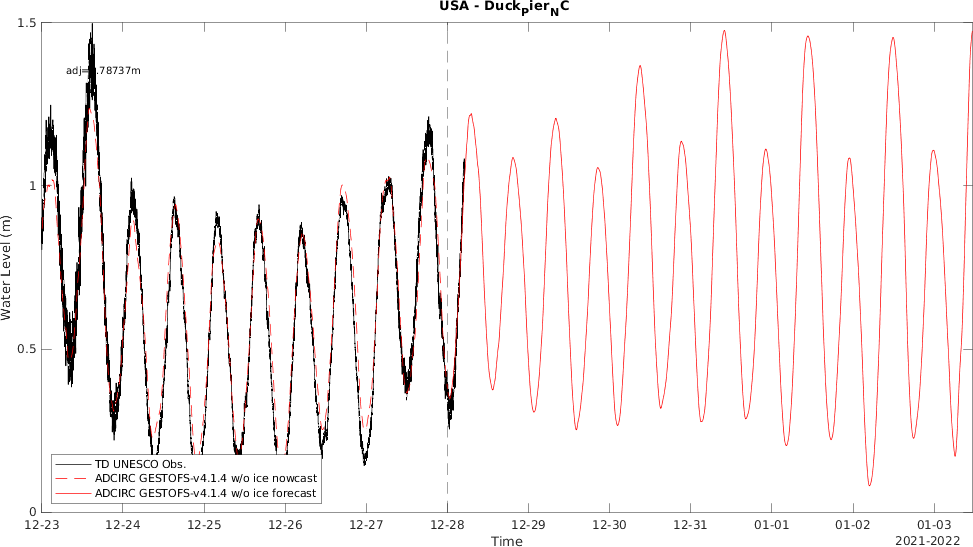 USA - Duck_Pier_NC
1.5
adj= .78737m
1
Water Level (m)
0.5
TD UNESCO Obs.
ADCIRC GESTOFS-v4.1.4 w/o ice nowcast
ADCIRC GESTOFS-v4.1.4 w/o ice forecast
0
12-23 12-24 12-25 12-26 12-27 12-28 12-29 12-30 12-31 01-01 01-02 01-03
Time
2021-2022